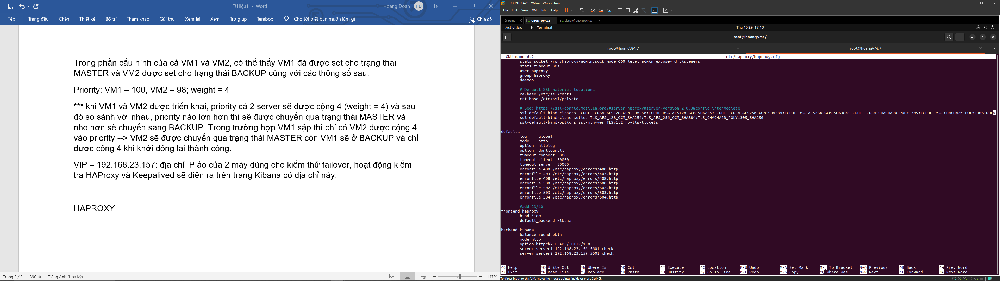 Tài liệu1 - Word
Hoang Doan HD
Tệp Trang đầu Chèn Thiết kế Bố trí Tham khảo Gửi thư Xem lại Xem Trợ giúp Terabox Cho tôi biết bạn muốn làm gì Chia sẻ
Trong phần cấu hình của cả VM1 và VM2, có thể thấy VM1 đã được set cho trạng thái
MASTER và VM2 được set cho trạng thái BACKUP cùng với các thông số sau:
Priority: VM1 – 100, VM2 – 98; weight = 4
*** khi VM1 và VM2 được triển khai, priority cả 2 server sẽ được cộng 4 (weight = 4) và sau
đó so sánh với nhau, priority nào lớn hơn thì sẽ được chuyển qua trạng thái MASTER và
nhỏ hơn sẽ chuyển sang BACKUP. Trong trường hợp VM1 sập thì chỉ có VM2 được cộng 4
vào priority --> VM2 sẽ được chuyển qua trạng thái MASTER còn VM1 sẽ ở BACKUP và chỉ
được cộng 4 khi khởi động lại thành công.
VIP – 192.168.23.157: địa chỉ IP ảo của 2 máy dùng cho kiểm thử failover, hoạt động kiểm
tra HAProxy và Keepalived sẽ diễn ra trên trang Kibana có địa chỉ này.
HAPROXY
Trang 3 / 3 390 từ Tiếng Anh (Hoa Kỳ) 147%
UBUNTUFA23 - VMware Workstation
File Edit View VM Tabs Help
Home UBUNTUFA23 Clone of UBUNTUFA23
Activities Terminal Thg 10 29 17:10
root@hoangVM: /
root@hoangVM: / root@hoangVM: /
GNU nano 6.2 etc/haproxy/haproxy.cfg
stats socket /run/haproxy/admin.sock mode 660 level admin expose-fd listeners
stats timeout 30s
user haproxy
group haproxy
daemon
# Default SSL material locations
ca-base /etc/ssl/certs
crt-base /etc/ssl/private
# See: https://ssl-config.mozilla.org/#server=haproxy&server-version=2.0.3&config=intermediate
ssl-default-bind-ciphers ECDHE-ECDSA-AES128-GCM-SHA256:ECDHE-RSA-AES128-GCM-SHA256:ECDHE-ECDSA-AES256-GCM-SHA384:ECDHE-RSA-AES256-GCM-SHA384:ECDHE-ECDSA-CHACHA20-POLY1305:ECDHE-RSA-CHACHA20-POLY1305:DHE>
ssl-default-bind-ciphersuites TLS_AES_128_GCM_SHA256:TLS_AES_256_GCM_SHA384:TLS_CHACHA20_POLY1305_SHA256
ssl-default-bind-options ssl-min-ver TLSv1.2 no-tls-tickets
defaults
log global
mode http
option httplog
option dontlognull
timeout connect 5000
timeout client 50000
timeout server 50000
errorfile 400 /etc/haproxy/errors/400.http
errorfile 403 /etc/haproxy/errors/403.http
errorfile 408 /etc/haproxy/errors/408.http
errorfile 500 /etc/haproxy/errors/500.http
errorfile 502 /etc/haproxy/errors/502.http
errorfile 503 /etc/haproxy/errors/503.http
errorfile 504 /etc/haproxy/errors/504.http
#add 23/10
frontend haproxy
bind *:80
default_backend kibana
backend kibana
balance roundrobin
mode http
option httpchk HEAD / HTTP/1.0
server server1 192.168.23.156:5601 check
server server2 192.168.23.159:5601 check
^G Help ^O Write Out ^W Where Is ^K Cut ^T Execute ^C Location M-U Undo M-A Set Mark M-] To Bracket M-Q Previous ^B Back ^◀ Prev Word
^X Exit ^R Read File ^\ Replace ^U Paste ^J Justify ^/ Go To Line M-E Redo M-6 Copy ^Q Where Was M-W Next ^F Forward ^▶ Next Word
To direct input to this VM, move the mouse pointer inside or press Ctrl+G.